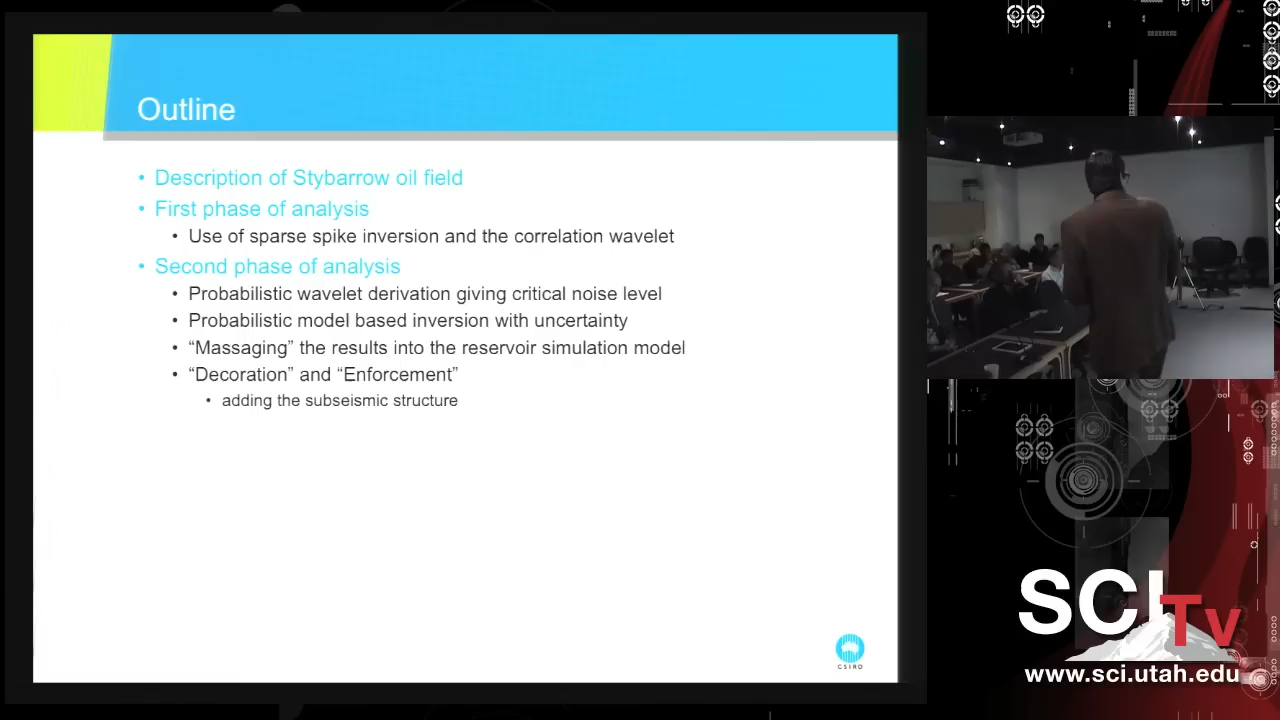 Outline
• Description of Stybarrow oil field
• First phase of analysis
• Use of sparse spike inversion and the correlation wavelet
• Second phase of analysis
• Probabilistic wavelet derivation giving critical noise level
• Probabilistic model based inversion with uncertainty
• “Massaging” the results into the reservoir simulation model
• “Decoration” and “Enforcement”
• adding the subseismic structure
CSIRO
SCI
TV
www.sci.utah.edu